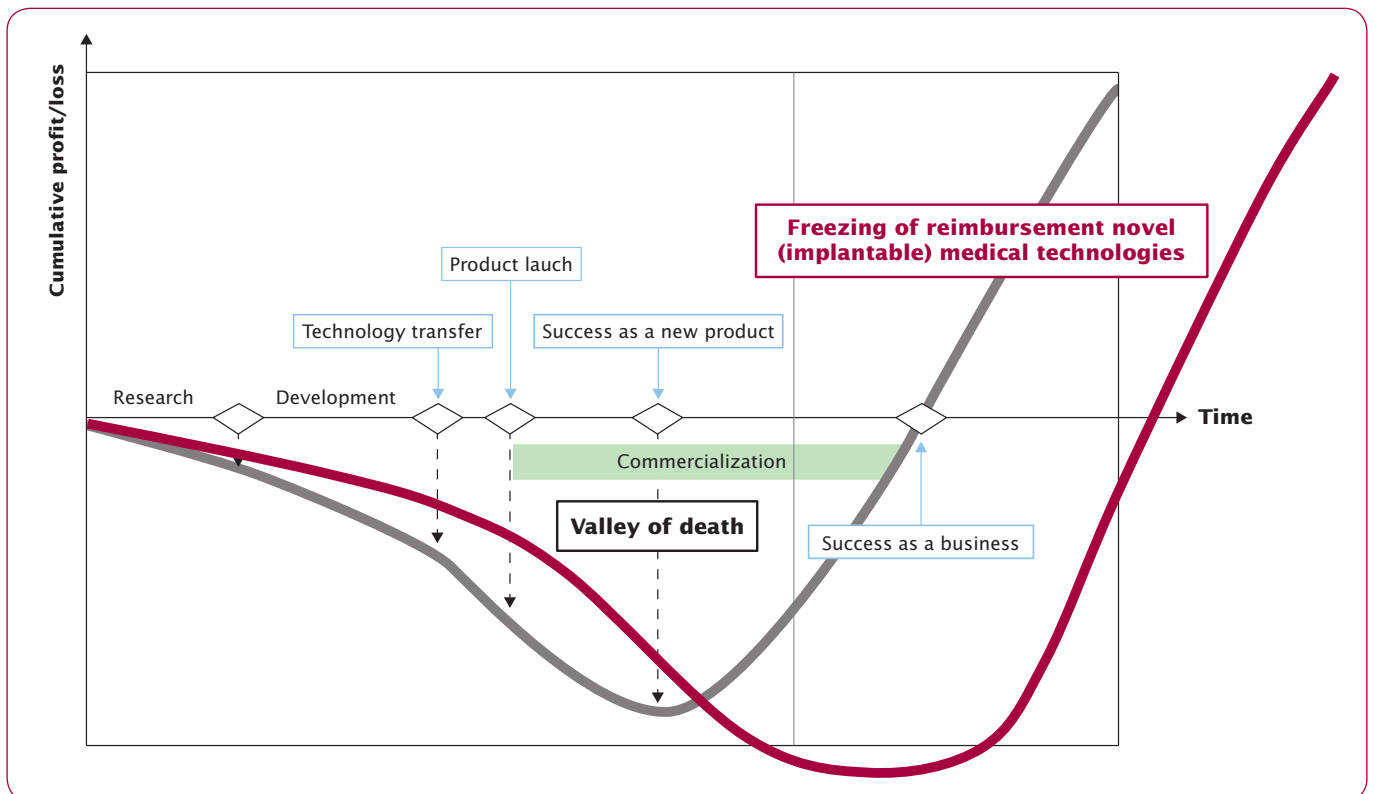 Cumulative profit/loss
Freezing of reimbursement novel
(implantable) medical technologies
Product lauch
Technology transfer
Success as a new product
Research
Development
Time
Commercialization
Valley of death
Success as a business